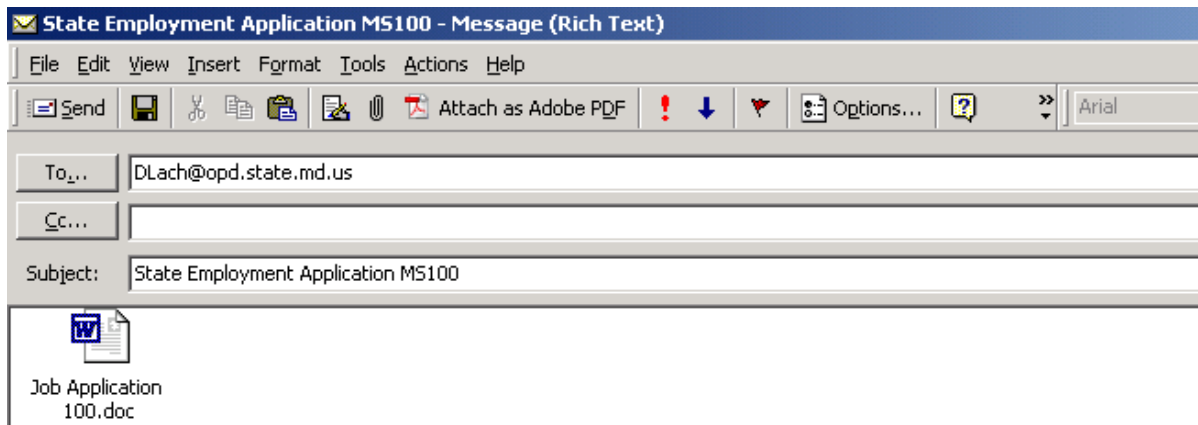 State Employment Application MS100 - Message (Rich Text)
File Edit View Insert Format Tools Actions Help
Send Attach as Adobe PDF Options... Arial
To... DLach@opd.state.md.us
Cc...
Subject: State Employment Application MS100
Job Application
100.doc